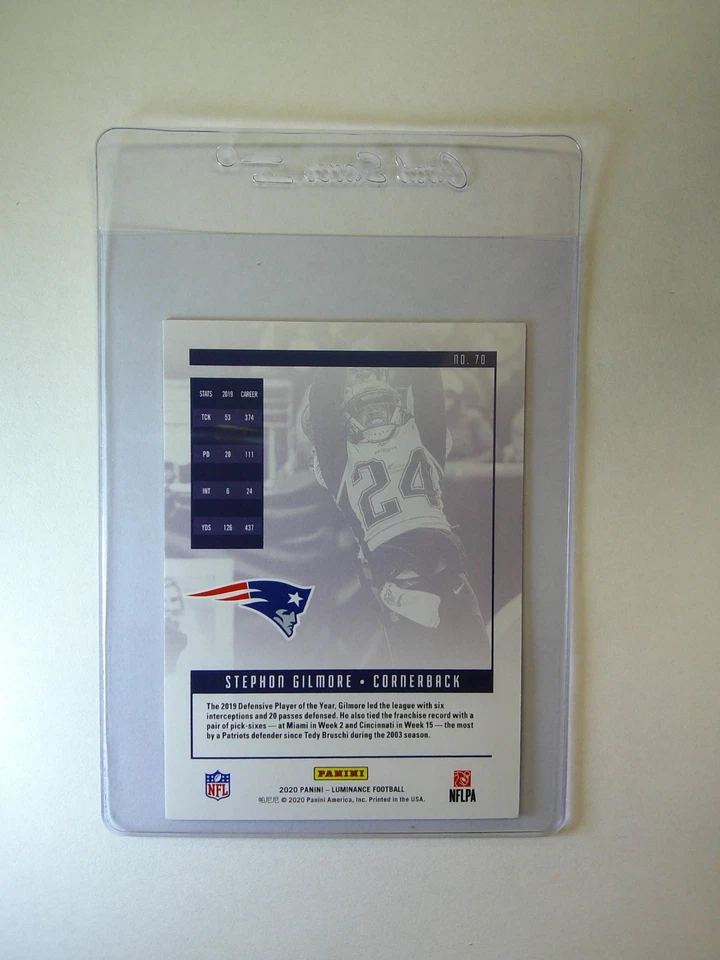 Card Saver I
NO. 70
STATS 2019 CAREER
TCK 53 374
PD 20 111
INT 6 24
YDS 126 437
24
STEPHON GILMORE • CORNERBACK
The 2019 Defensive Player of the Year, Gilmore led the league with six
interceptions and 20 passes defensed. He also tied the franchise record with a
pair of pick-sixes — at Miami in Week 2 and Cincinnati in Week 15 — the most
by a Patriots defender since Tedy Bruschi during the 2003 season.
NFL
PANINI
NFLPA
2020 PANINI – LUMINANCE FOOTBALL
帕尼尼 © 2020 Panini America, Inc. Printed in the USA.